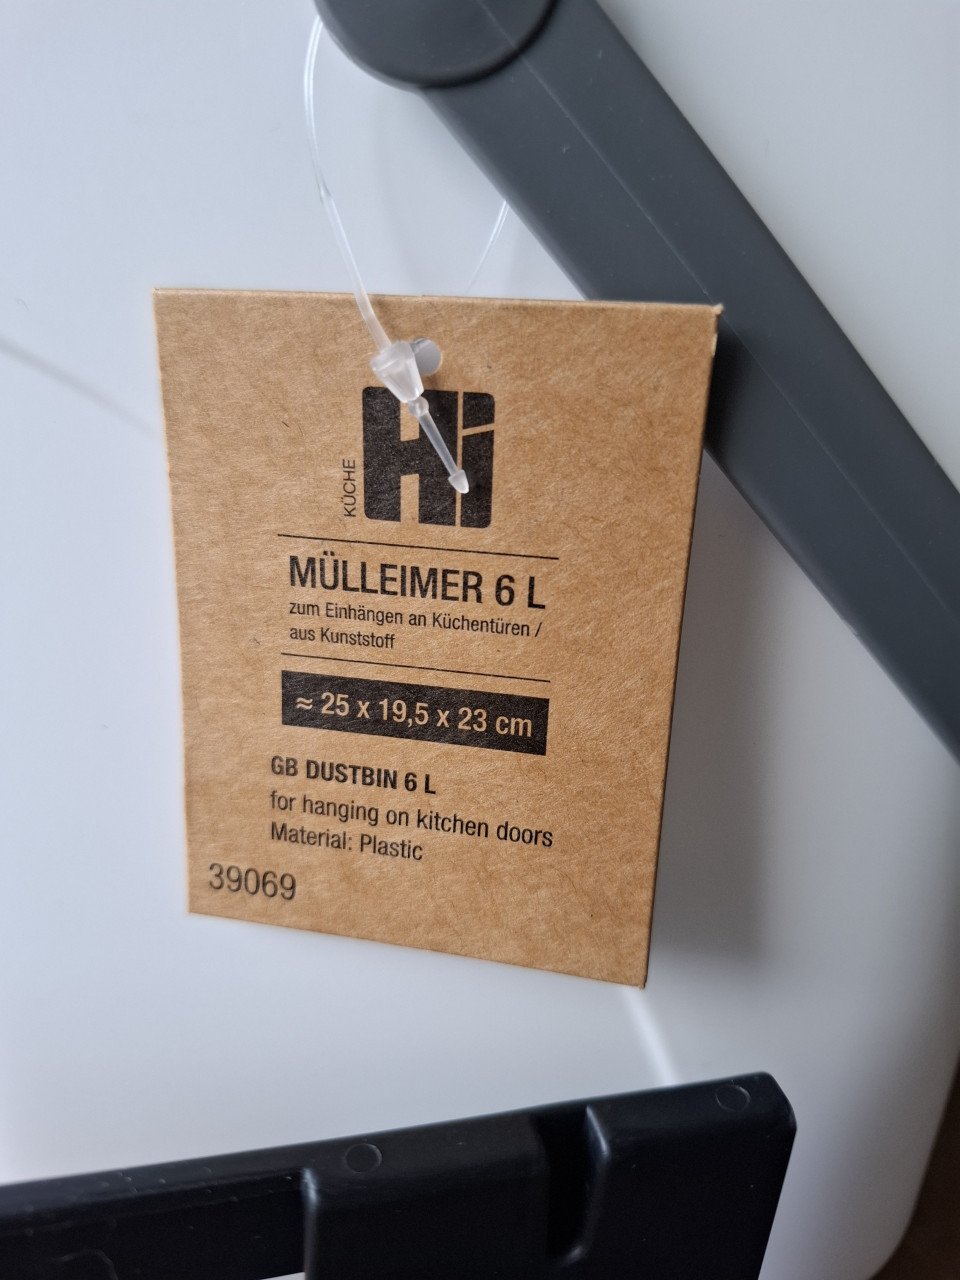 Hi
KÜCHE
MÜLLEIMER 6 L
zum Einhängen an Küchentüren /
aus Kunststoff
≈ 25 x 19,5 x 23 cm
GB DUSTBIN 6 L
for hanging on kitchen doors
Material: Plastic
39069